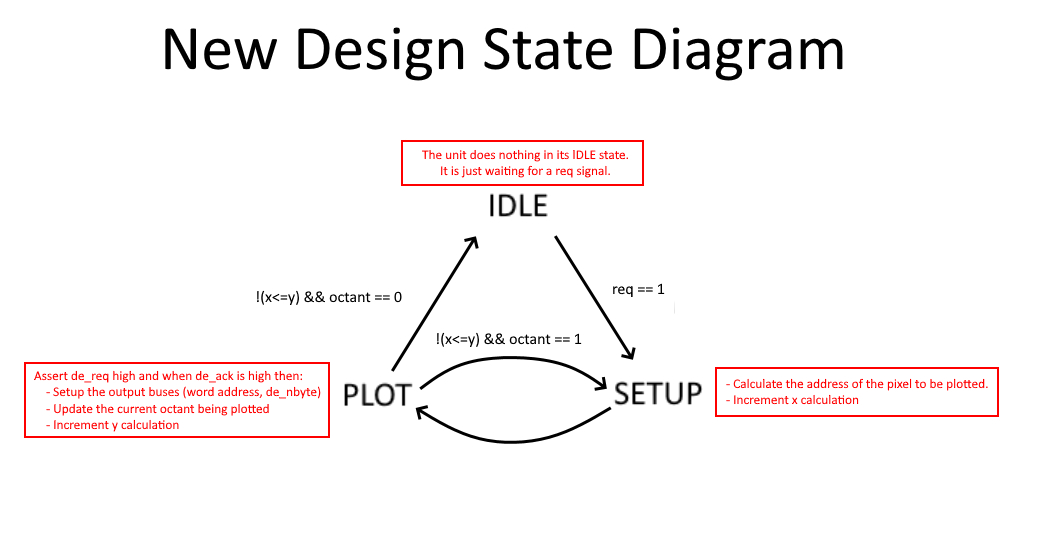 New Design State Diagram
The unit does nothing in its IDLE state.
It is just waiting for a req signal.
IDLE
!(x<=y) && octant == 0
req == 1
!(x<=y) && octant == 1
Assert de_req high and when de_ack is high then:
- Setup the output buses (word address, de_nbyte)
- Update the current octant being plotted
- Increment y calculation
PLOT
SETUP
- Calculate the address of the pixel to be plotted.
- Increment x calculation